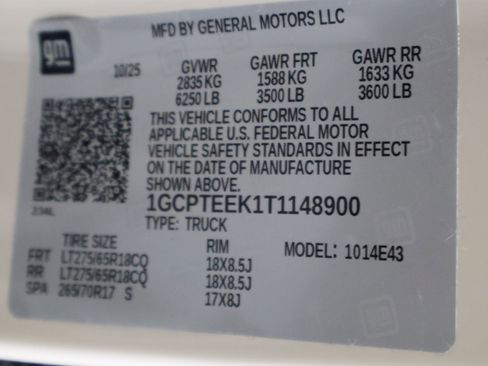 gm
MFD BY GENERAL MOTORS LLC
10/25 GVWR GAWR FRT GAWR RR
2835 KG 1588 KG 1633 KG
6250 LB 3500 LB 3600 LB
THIS VEHICLE CONFORMS TO ALL
APPLICABLE U.S. FEDERAL MOTOR
VEHICLE SAFETY STANDARDS IN EFFECT
ON THE DATE OF MANUFACTURE
SHOWN ABOVE.
1GCPTEEK1T1148900
TYPE: TRUCK
TIRE SIZE RIM MODEL: 1014E43
FRT LT275/65R18CQ 18X8.5J
RR LT275/65R18CQ 18X8.5J
SPA 265/70R17 S 17X8J